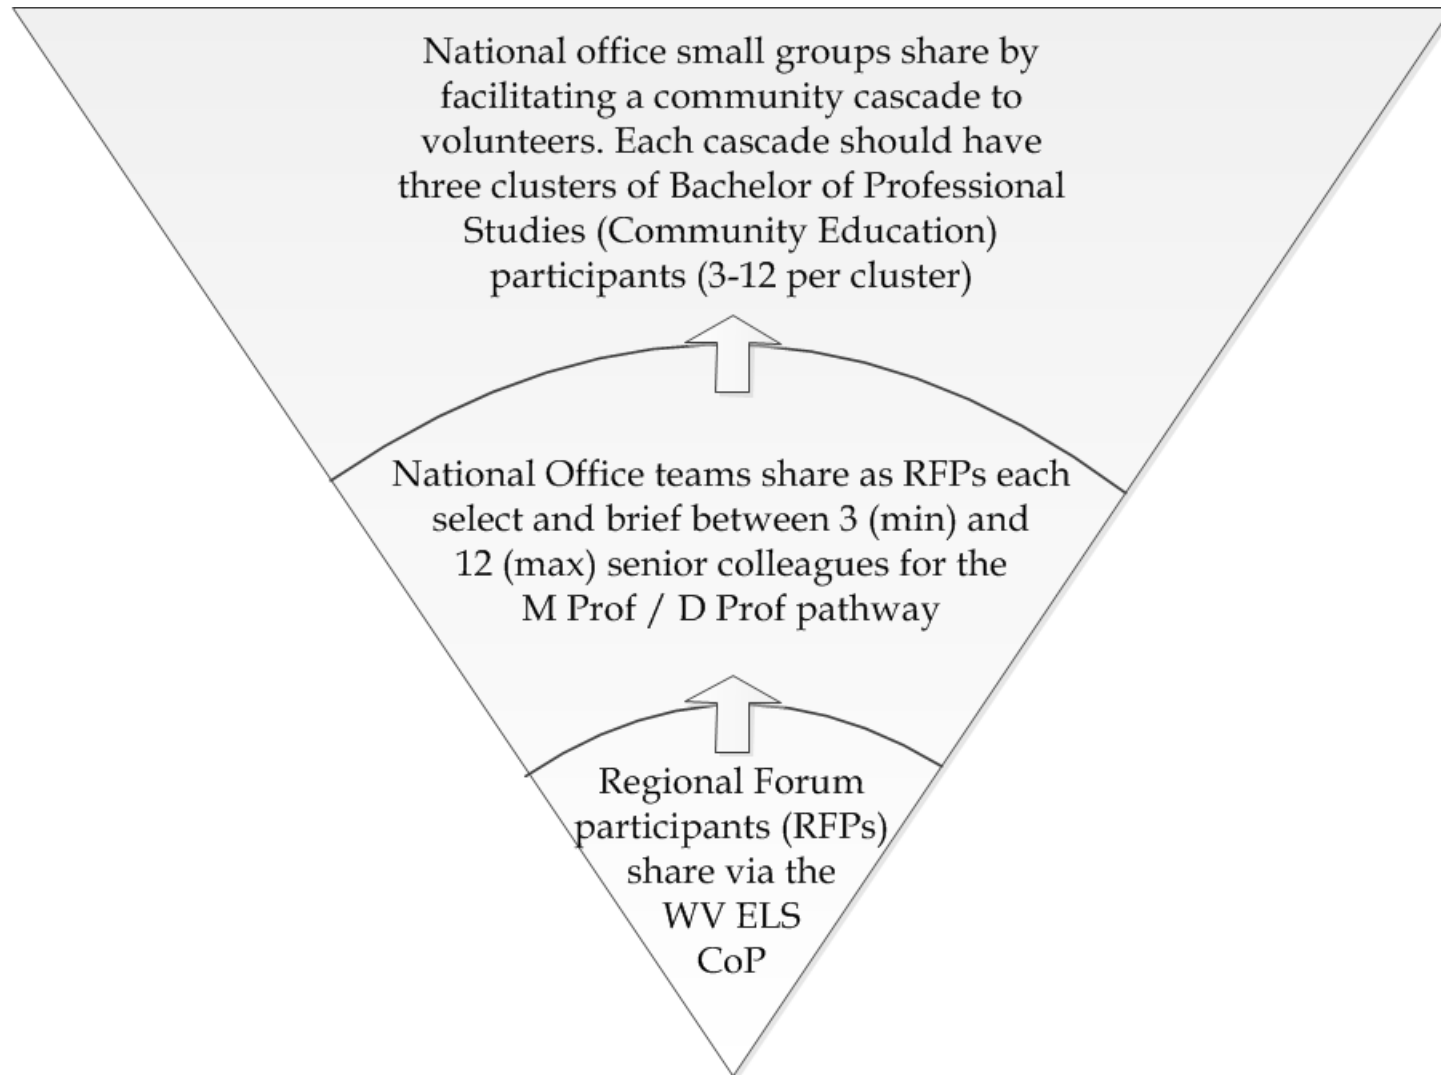 National office small groups share by
facilitating a community cascade to
volunteers. Each cascade should have
three clusters of Bachelor of Professional
Studies (Community Education)
participants (3-12 per cluster)
National Office teams share as RFPs each
select and brief between 3 (min) and
12 (max) senior colleagues for the
M Prof / D Prof pathway
Regional Forum
participants (RFPs)
share via the
WV ELS
CoP